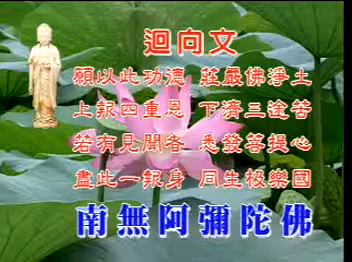 迴向文
願以此功德 莊嚴佛淨土
上報四重恩 下濟三途苦
若有見聞者 悉發菩提心
盡此一報身 同生極樂國
南無阿彌陀佛